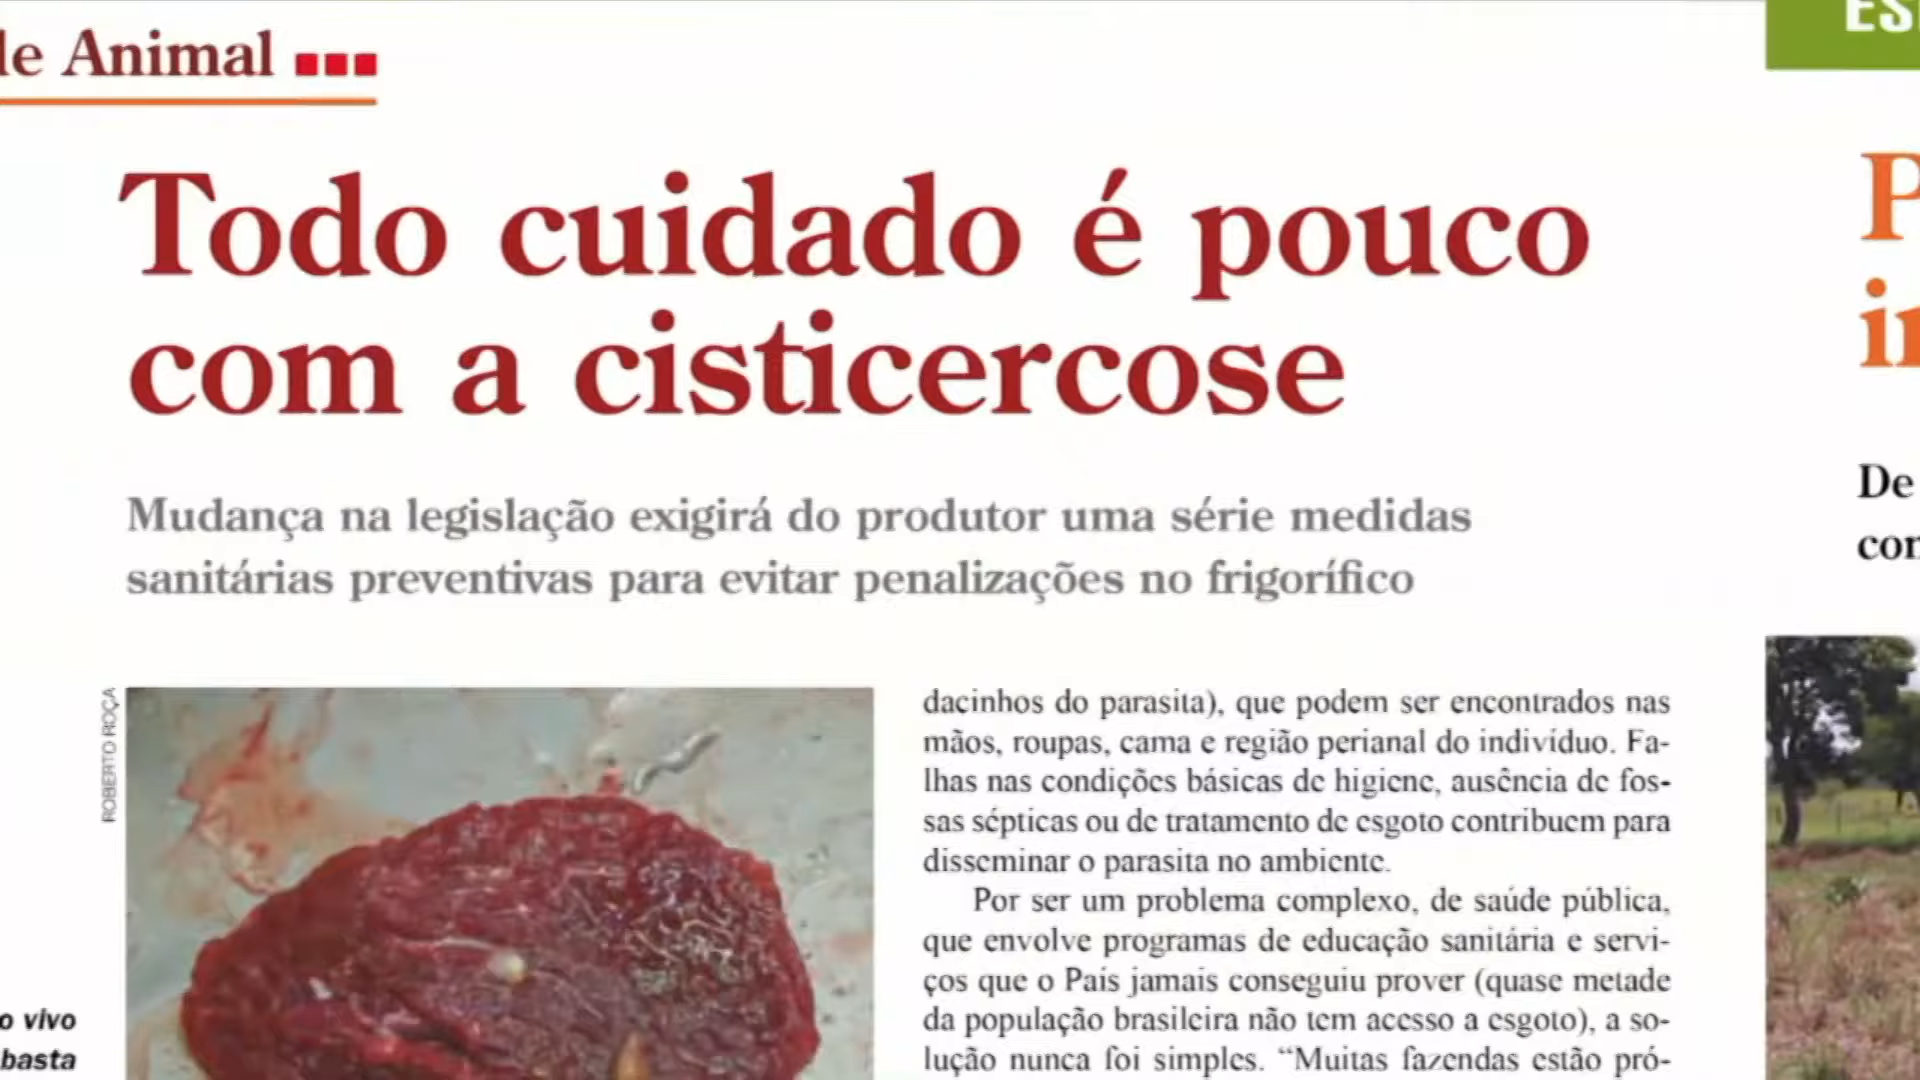 de Animal
Todo cuidado é pouco
com a cisticercose
Mudança na legislação exigirá do produtor uma série medidas
sanitárias preventivas para evitar penalizações no frigorífico
ROBERTO ROÇA
o vivo
basta
dacinhos do parasita), que podem ser encontrados nas
mãos, roupas, cama e região perianal do indivíduo. Fa-
lhas nas condições básicas de higiene, ausência de fos-
sas sépticas ou de tratamento de esgoto contribuem para
disseminar o parasita no ambiente.
Por ser um problema complexo, de saúde pública,
que envolve programas de educação sanitária e servi-
ços que o País jamais conseguiu prover (quase metade
da população brasileira não tem acesso a esgoto), a so-
lução nunca foi simples. “Muitas fazendas estão pró-
De